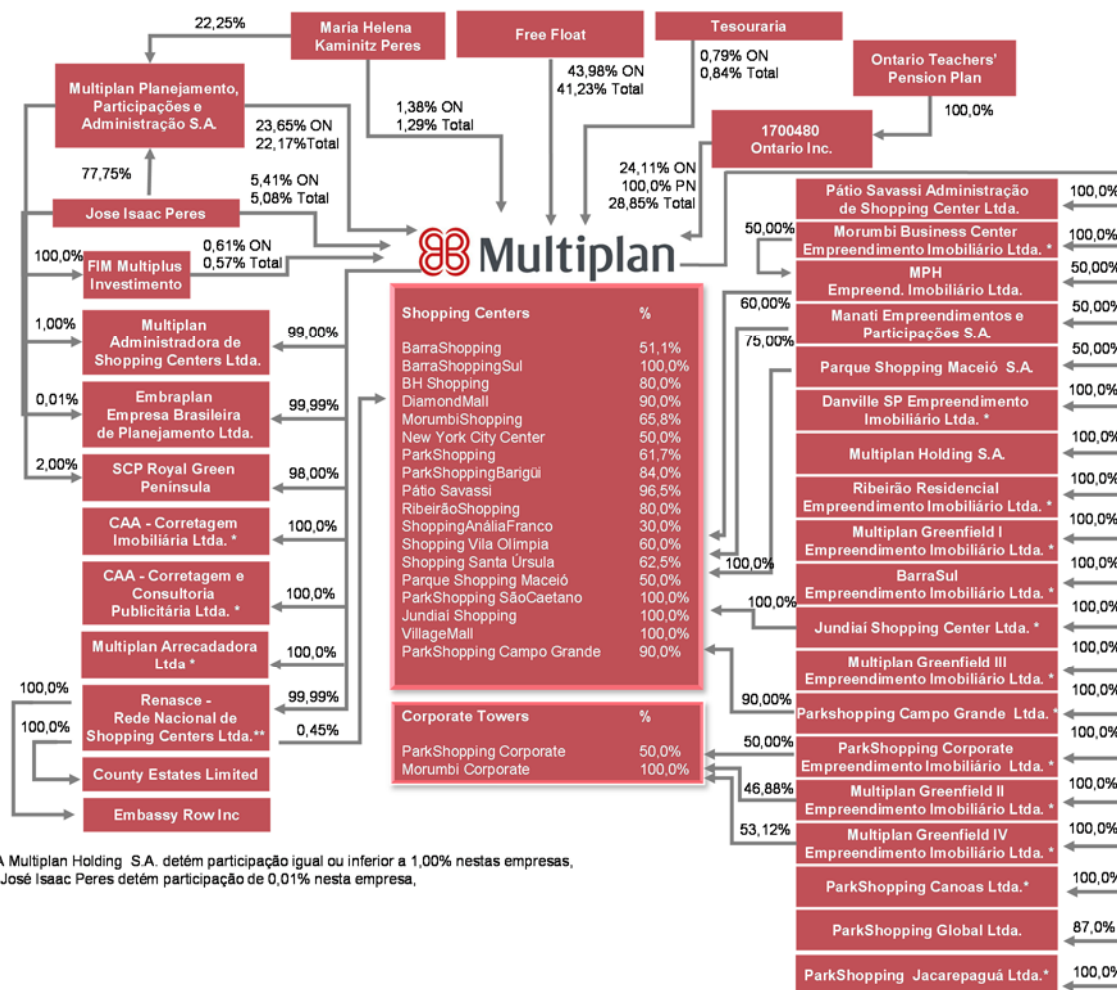 22,25%
Maria Helena
Kaminitz Peres
Free Float
Tesouraria
Ontario Teachers'
Pension Plan
Multiplan Planejamento,
Participações e
Administração S.A.
43,98% ON
41,23% Total
0,79% ON
0,84% Total
100,0%
1,38% ON
1,29% Total
23,65% ON
22,17%Total
1700480
Ontario Inc.
77,75%
5,41% ON
5,08% Total
24,11% ON
100,0% PN
28,85% Total
Jose Isaac Peres
0,61% ON
0,57% Total
100,0%
FIM Multiplus
Investimento
Multiplan
1,00%
Multiplan
Administradora de
Shopping Centers Ltda.
99,00%
0,01%
Embraplan
Empresa Brasileira
de Planejamento Ltda.
99,99%
2,00%
SCP Royal Green
Península
98,00%
CAA - Corretagem
Imobiliária Ltda. *
100,0%
CAA - Corretagem e
Consultoria
Publicitária Ltda. *
100,0%
Multiplan Arrecadadora
Ltda *
100,0%
100,0%
Renasce -
Rede Nacional de
Shopping Centers Ltda.**
99,99%
100,0%
0,45%
County Estates Limited
Embassy Row Inc
Shopping Centers %
BarraShopping 51,1%
BarraShoppingSul 100,0%
BH Shopping 80,0%
DiamondMall 90,0%
MorumbiShopping 65,8%
New York City Center 50,0%
ParkShopping 61,7%
ParkShoppingBarigüi 84,0%
Pátio Savassi 96,5%
RibeirãoShopping 80,0%
ShoppingAnáliaFranco 30,0%
Shopping Vila Olímpia 60,0%
Shopping Santa Úrsula 62,5%
Parque Shopping Maceió 50,0%
ParkShopping SãoCaetano 100,0%
Jundiaí Shopping 100,0%
VillageMall 100,0%
ParkShopping Campo Grande 90,0%
Corporate Towers %
ParkShopping Corporate 50,0%
Morumbi Corporate 100,0%
Pátio Savassi Administração
de Shopping Center Ltda.
100,0%
50,00%
Morumbi Business Center
Empreendimento Imobiliário Ltda. *
100,0%
MPH
Empreend. Imobiliário Ltda.
50,00%
60,00%
Manati Empreendimentos e
Participações S.A.
50,00%
75,00%
Parque Shopping Maceió S.A.
50,00%
Danville SP Empreendimento
Imobiliário Ltda. *
100,0%
Multiplan Holding S.A.
100,0%
Ribeirão Residencial
Empreendimento Imobiliário Ltda. *
100,0%
Multiplan Greenfield I
Empreendimento Imobiliário Ltda. *
100,0%
100,0%
BarraSul
Empreendimento Imobiliário Ltda. *
100,0%
100,0%
Jundiaí Shopping Center Ltda. *
100,0%
Multiplan Greenfield III
Empreendimento Imobiliário Ltda. *
100,0%
90,00%
Parkshopping Campo Grande Ltda. *
100,0%
50,00%
ParkShopping Corporate
Empreendimento Imobiliário Ltda. *
100,0%
46,88%
Multiplan Greenfield II
Empreendimento Imobiliário Ltda. *
100,0%
53,12%
Multiplan Greenfield IV
Empreendimento Imobiliário Ltda. *
100,0%
ParkShopping Canoas Ltda.*
100,0%
ParkShopping Global Ltda.
87,0%
ParkShopping Jacarepaguá Ltda.*
100,0%
A Multiplan Holding S.A. detém participação igual ou inferior a 1,00% nestas empresas,
José Isaac Peres detém participação de 0,01% nesta empresa,